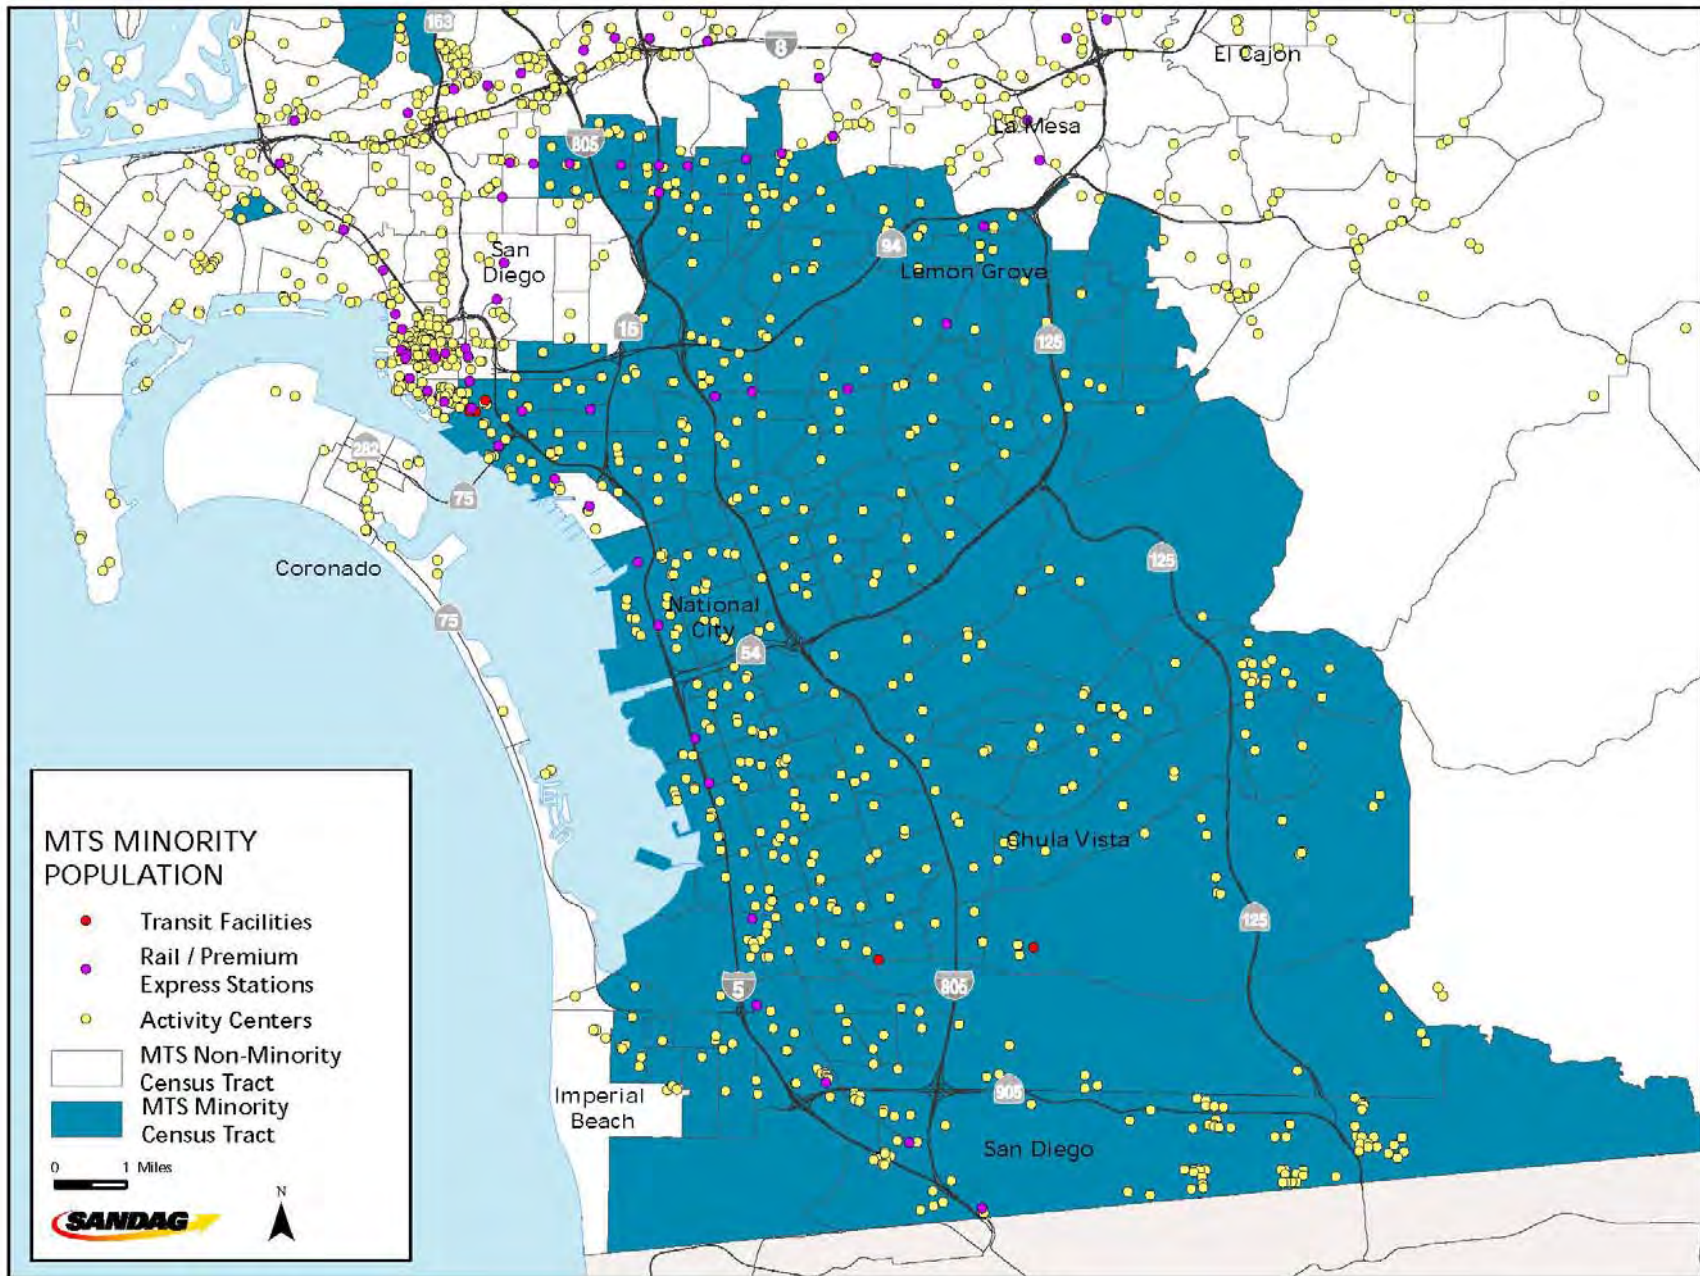 163
8
El Cajon
La Mesa
805
San
Diego
94
Lemon Grove
15
125
282
75
Coronado
125
National
City
75
54
MTS MINORITY
POPULATION
Transit Facilities
Rail / Premium
Express Stations
Activity Centers
MTS Non-Minority
Census Tract
MTS Minority
Census Tract
0 1 Miles
SANDAG
N
Chula Vista
125
5
805
Imperial
Beach
905
San Diego